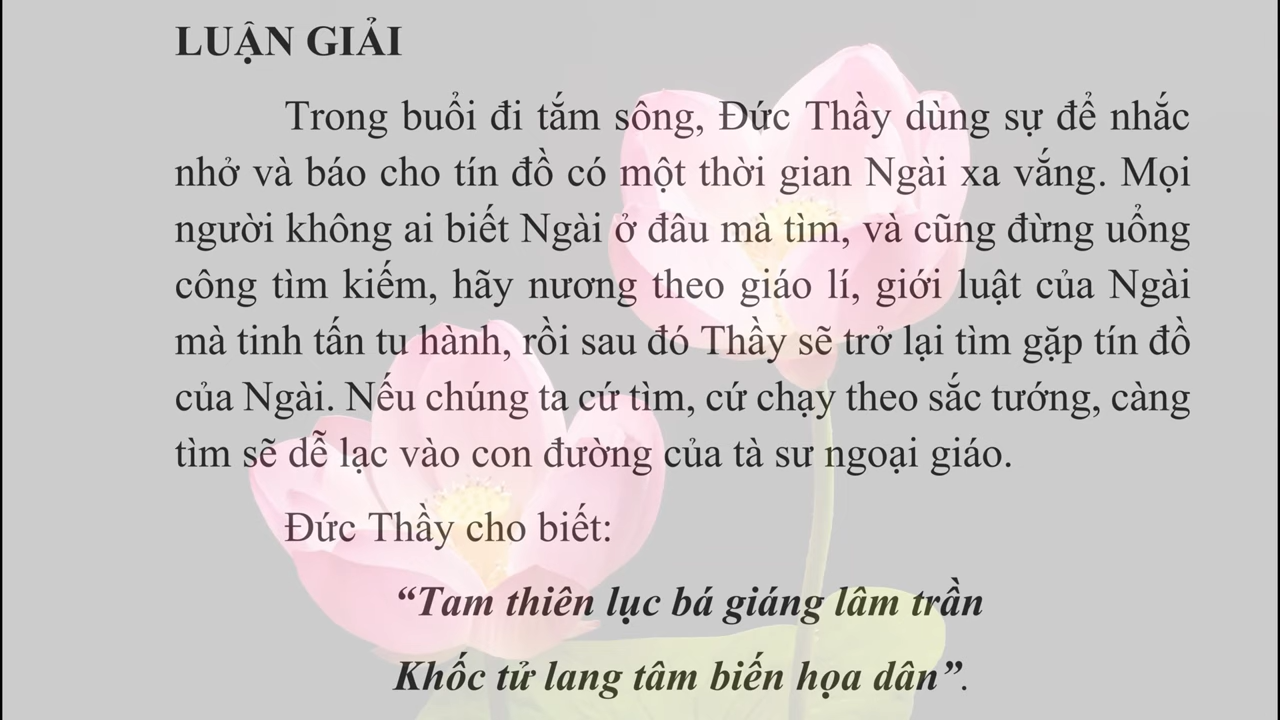 LUẬN GIẢI
Trong buổi đi tắm sông, Đức Thầy dùng sự để nhắc
nhở và báo cho tín đồ có một thời gian Ngài xa vắng. Mọi
người không ai biết Ngài ở đâu mà tìm, và cũng đừng uổng
công tìm kiếm, hãy nương theo giáo lí, giới luật của Ngài
mà tinh tấn tu hành, rồi sau đó Thầy sẽ trở lại tìm gặp tín đồ
của Ngài. Nếu chúng ta cứ tìm, cứ chạy theo sắc tướng, càng
tìm sẽ dễ lạc vào con đường của tà sư ngoại giáo.
Đức Thầy cho biết:
“Tam thiên lục bá giáng lâm trần
Khốc tử lang tâm biến họa dân”.